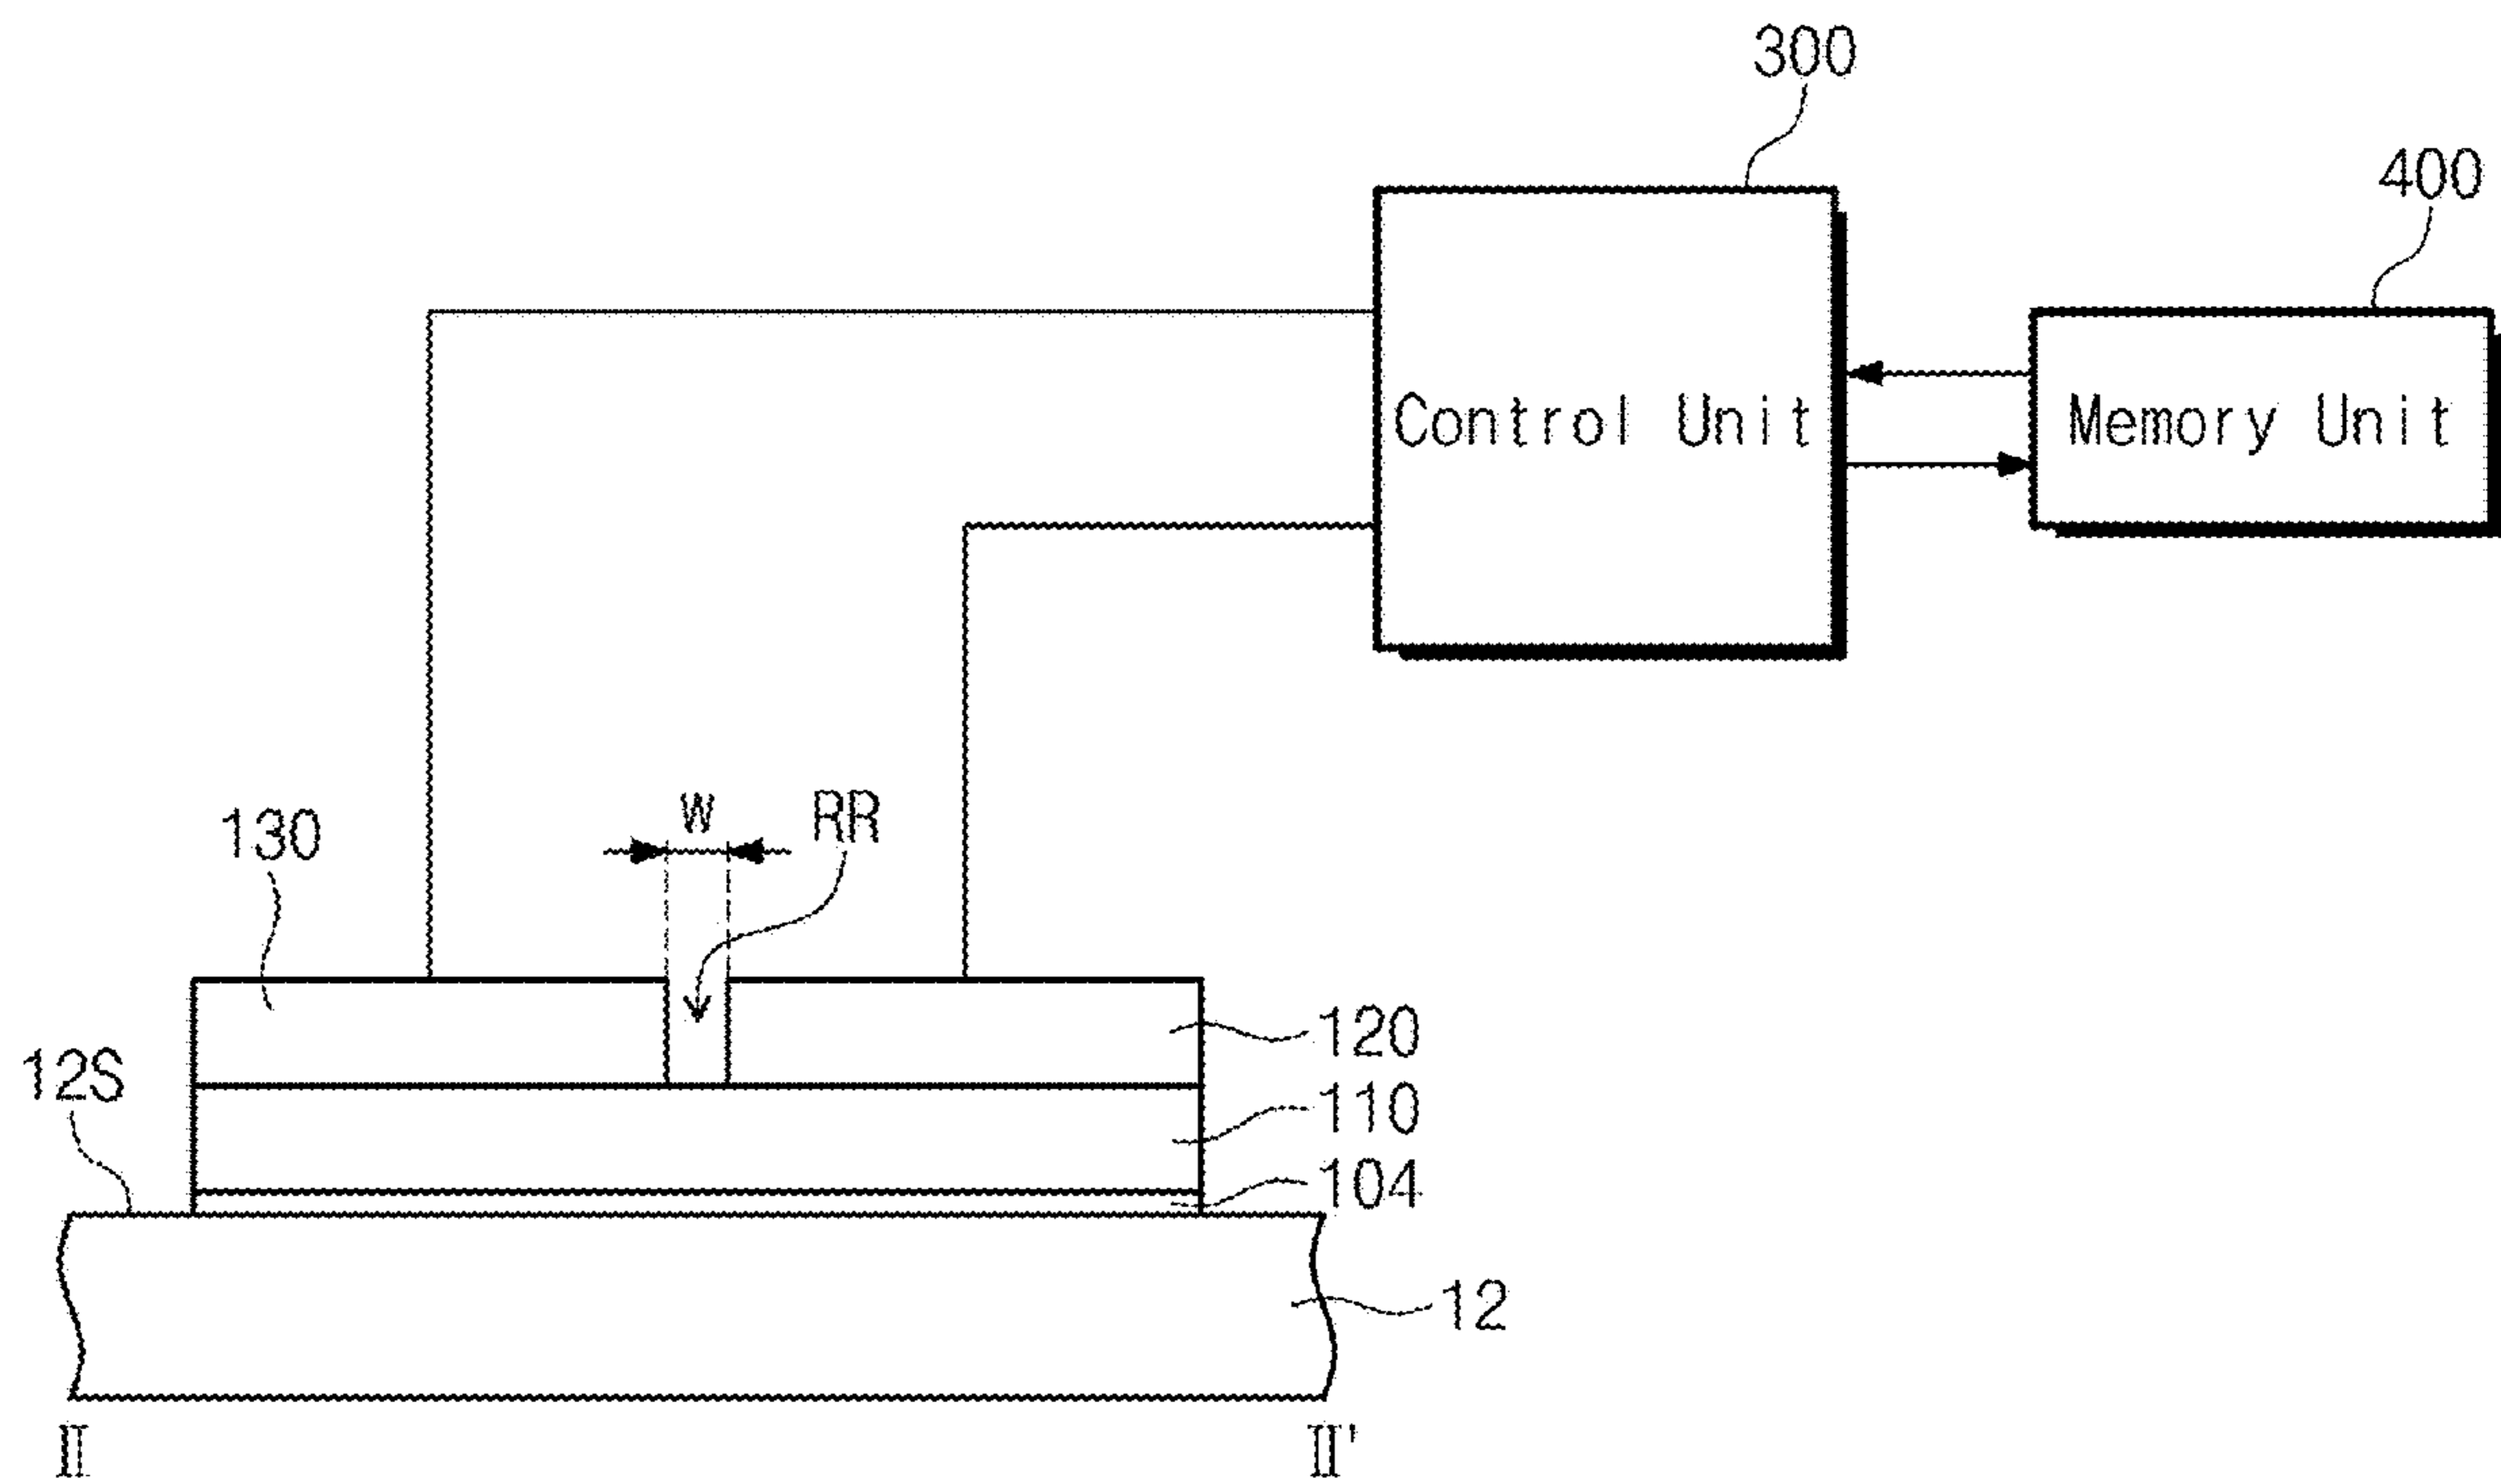 300
400
Control Unit
Memory Unit
W
RR
130
120
12S
110
104
12
II
II'